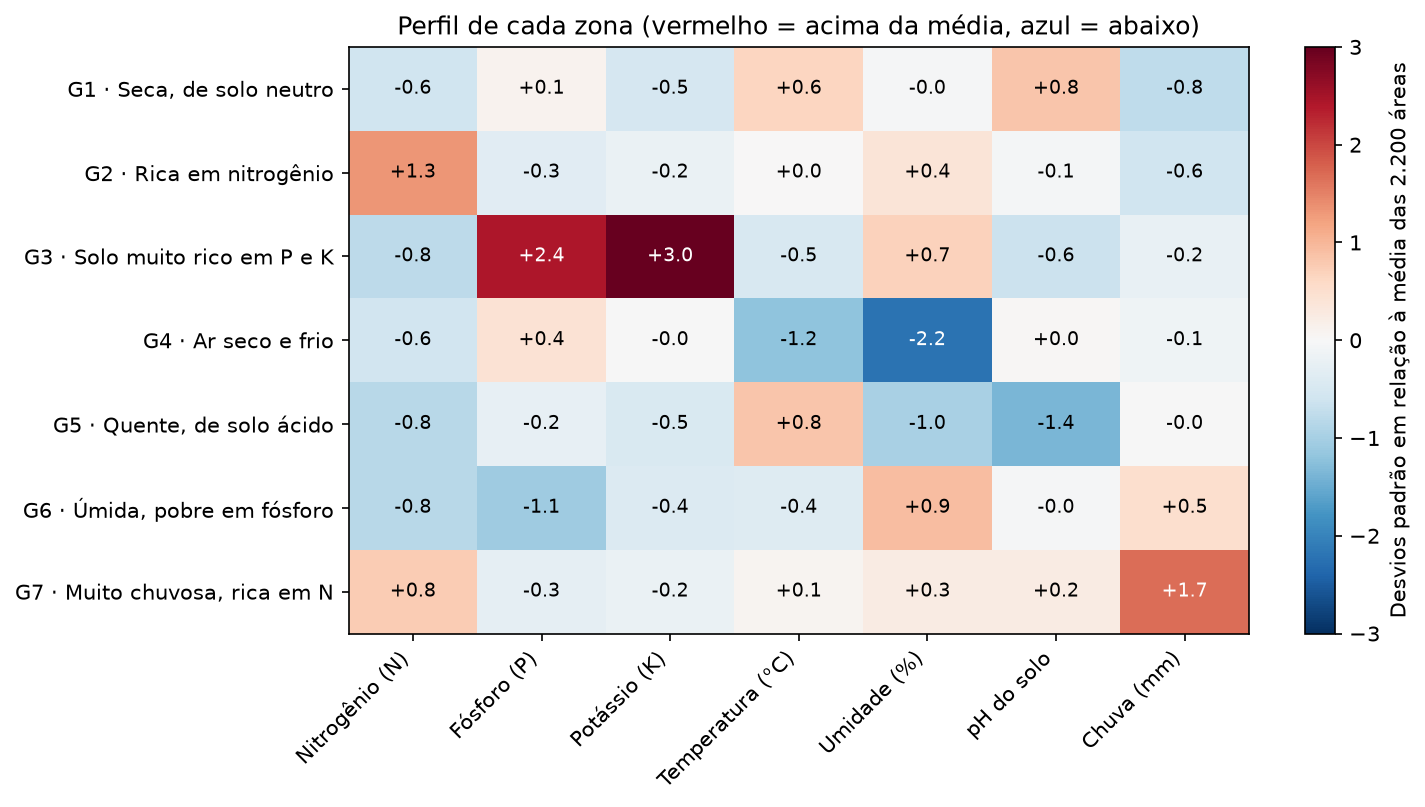 Perfil de cada zona (vermelho = acima da média, azul = abaixo)
G1 · Seca, de solo neutro -0.6 +0.1 -0.5 +0.6 -0.0 +0.8 -0.8
G2 · Rica em nitrogênio +1.3 -0.3 -0.2 +0.0 +0.4 -0.1 -0.6
G3 · Solo muito rico em P e K -0.8 +2.4 +3.0 -0.5 +0.7 -0.6 -0.2
G4 · Ar seco e frio -0.6 +0.4 -0.0 -1.2 -2.2 +0.0 -0.1
G5 · Quente, de solo ácido -0.8 -0.2 -0.5 +0.8 -1.0 -1.4 -0.0
G6 · Úmida, pobre em fósforo -0.8 -1.1 -0.4 -0.4 +0.9 -0.0 +0.5
G7 · Muito chuvosa, rica em N +0.8 -0.3 -0.2 +0.1 +0.3 +0.2 +1.7
Nitrogênio (N)
Fósforo (P)
Potássio (K)
Temperatura (°C)
Umidade (%)
pH do solo
Chuva (mm)
3
2
1
0
−1
−2
−3
Desvios padrão em relação à média das 2.200 áreas